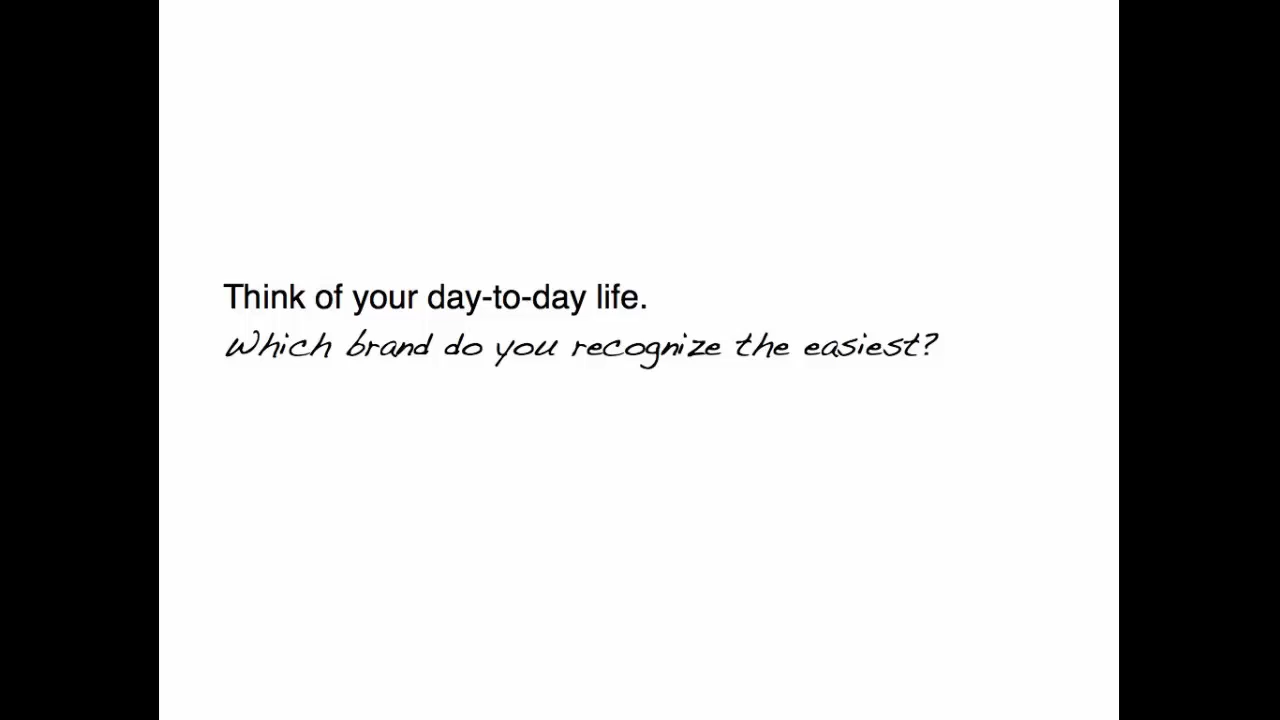 Think of your day-to-day life.
Which brand do you recognize the easiest?